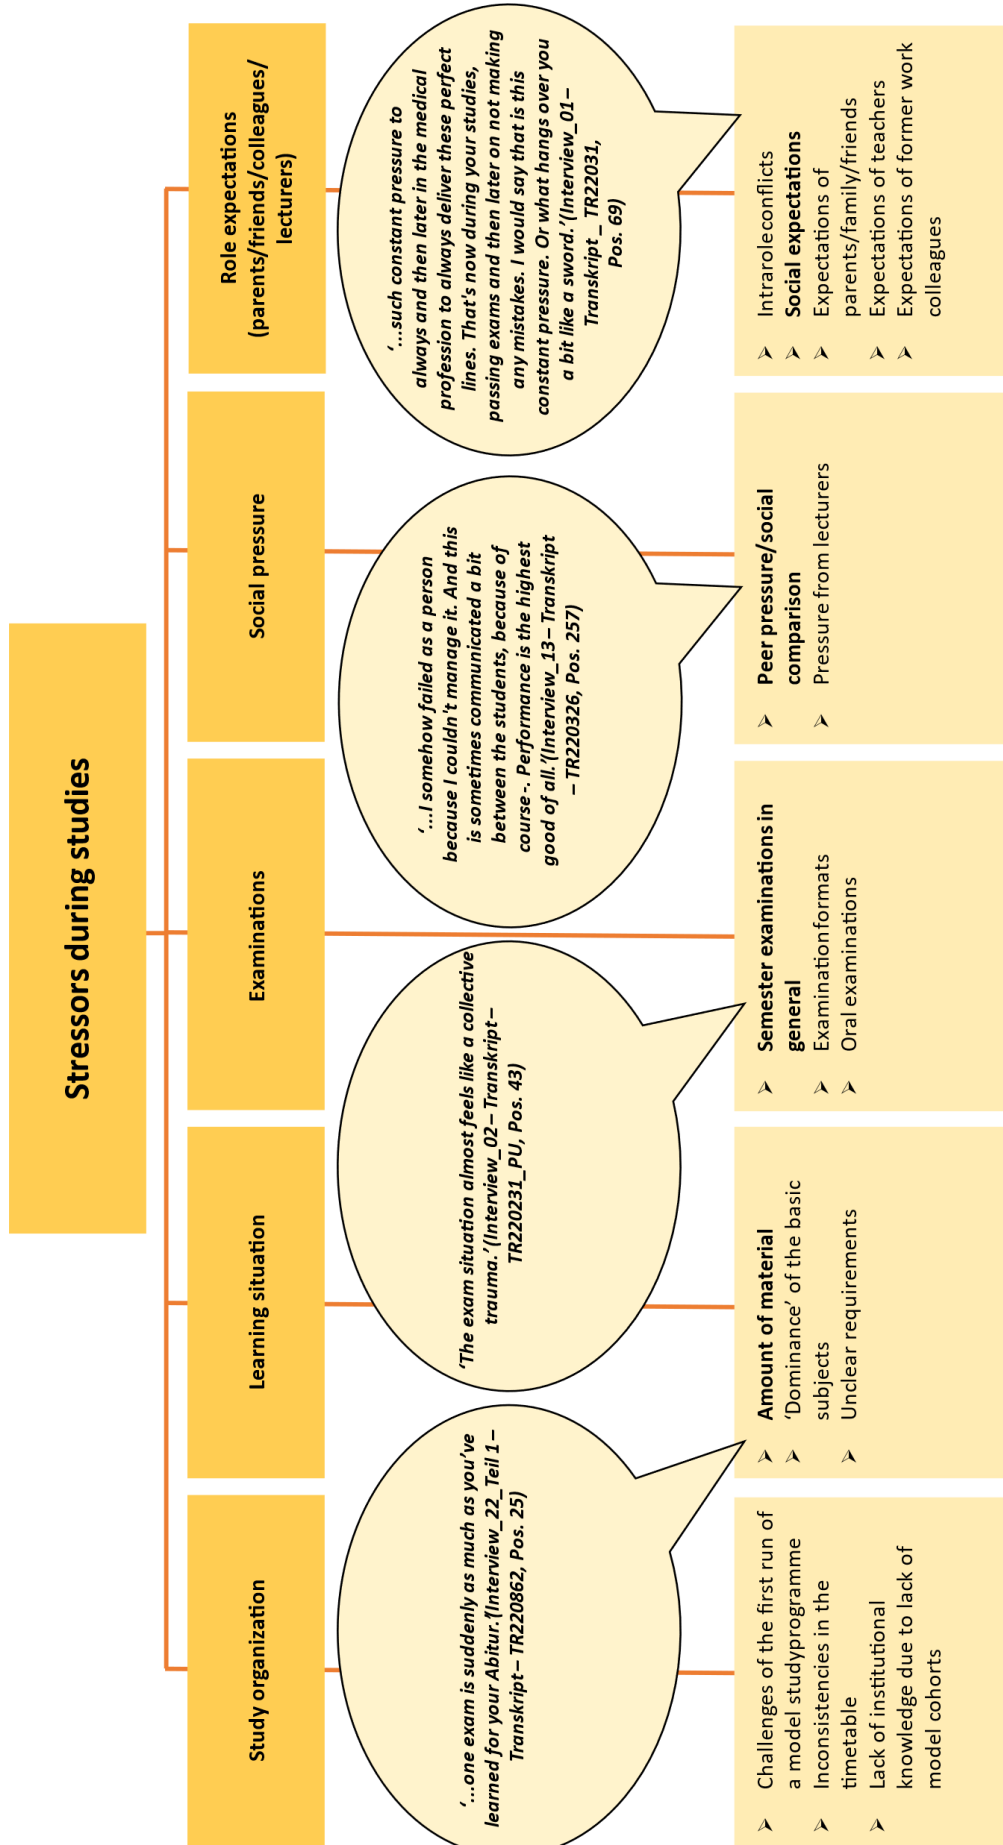 Stressors during studies
Study organization
Learning situation
Examinations
Social pressure
Role expectations
(parents/friends/colleagues/
lecturers)
‘...one exam is suddenly as much as you’ve
learned for your Abitur.‘(Interview_22_Teil 1–
Transkript– TR220862, Pos. 25)
‘The exam situation almost feels like a collective
trauma.’(Interview_02– Transkript–
TR220231_PU, Pos. 43)
‘...I somehow failed as a person
because I couldn't manage it. And this
is sometimes communicated a bit
between the students, because of
course -. Performance is the highest
good of all.’(Interview_13– Transkript
– TR220326, Pos. 257)
‘...such constant pressure to
always and then later in the medical
profession to always deliver these perfect
lines. That's now during your studies,
passing exams and then later on not making
any mistakes. I would say that is this
constant pressure. Or what hangs over you
a bit like a sword.‘(Interview_01–
Transkript_ TR22031,
Pos. 69)
➢ Challenges of the first run of
a model studyprogramme
➢ Inconsistencies in the
timetable
➢ Lack of institutional
knowledge due to lack of
model cohorts
➢ Amount of material
➢ ‘Dominance’ of the basic
subjects
➢ Unclear requirements
➢ Semester examinations in
general
➢ Examinationformats
➢ Oral examinations
➢ Peer pressure/social
comparison
➢ Pressure from lecturers
➢ Intraroleconflicts
➢ Social expectations
➢ Expectations of
parents/family/friends
➢ Expectations of teachers
➢ Expectations of former work
colleagues